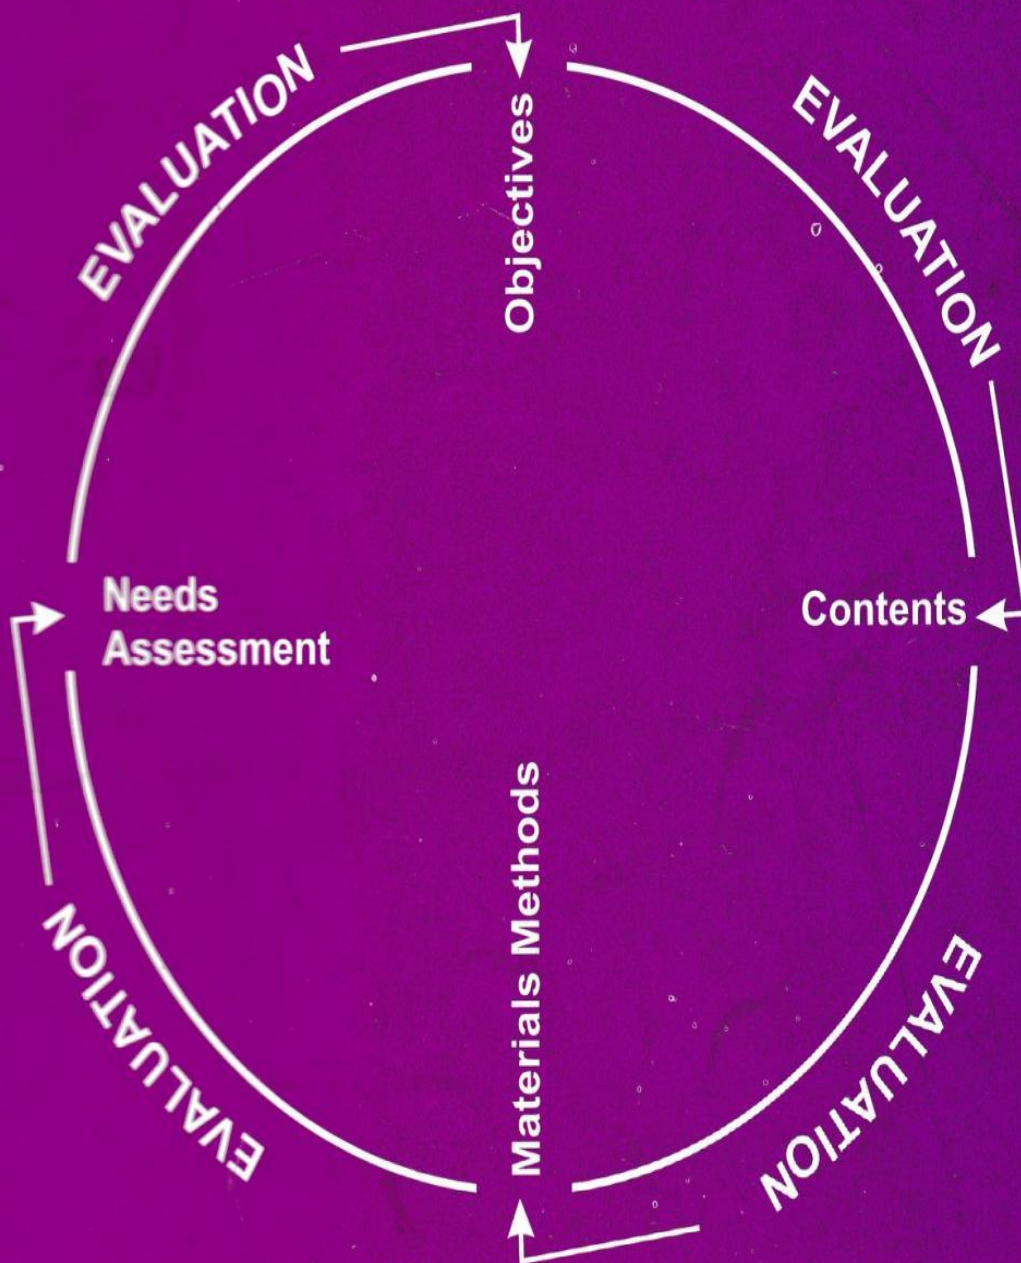 EVALUATION
Objectives
EVALUATION
Needs
Assessment
Contents
Materials Methods
EVALUATION
EVALUATION